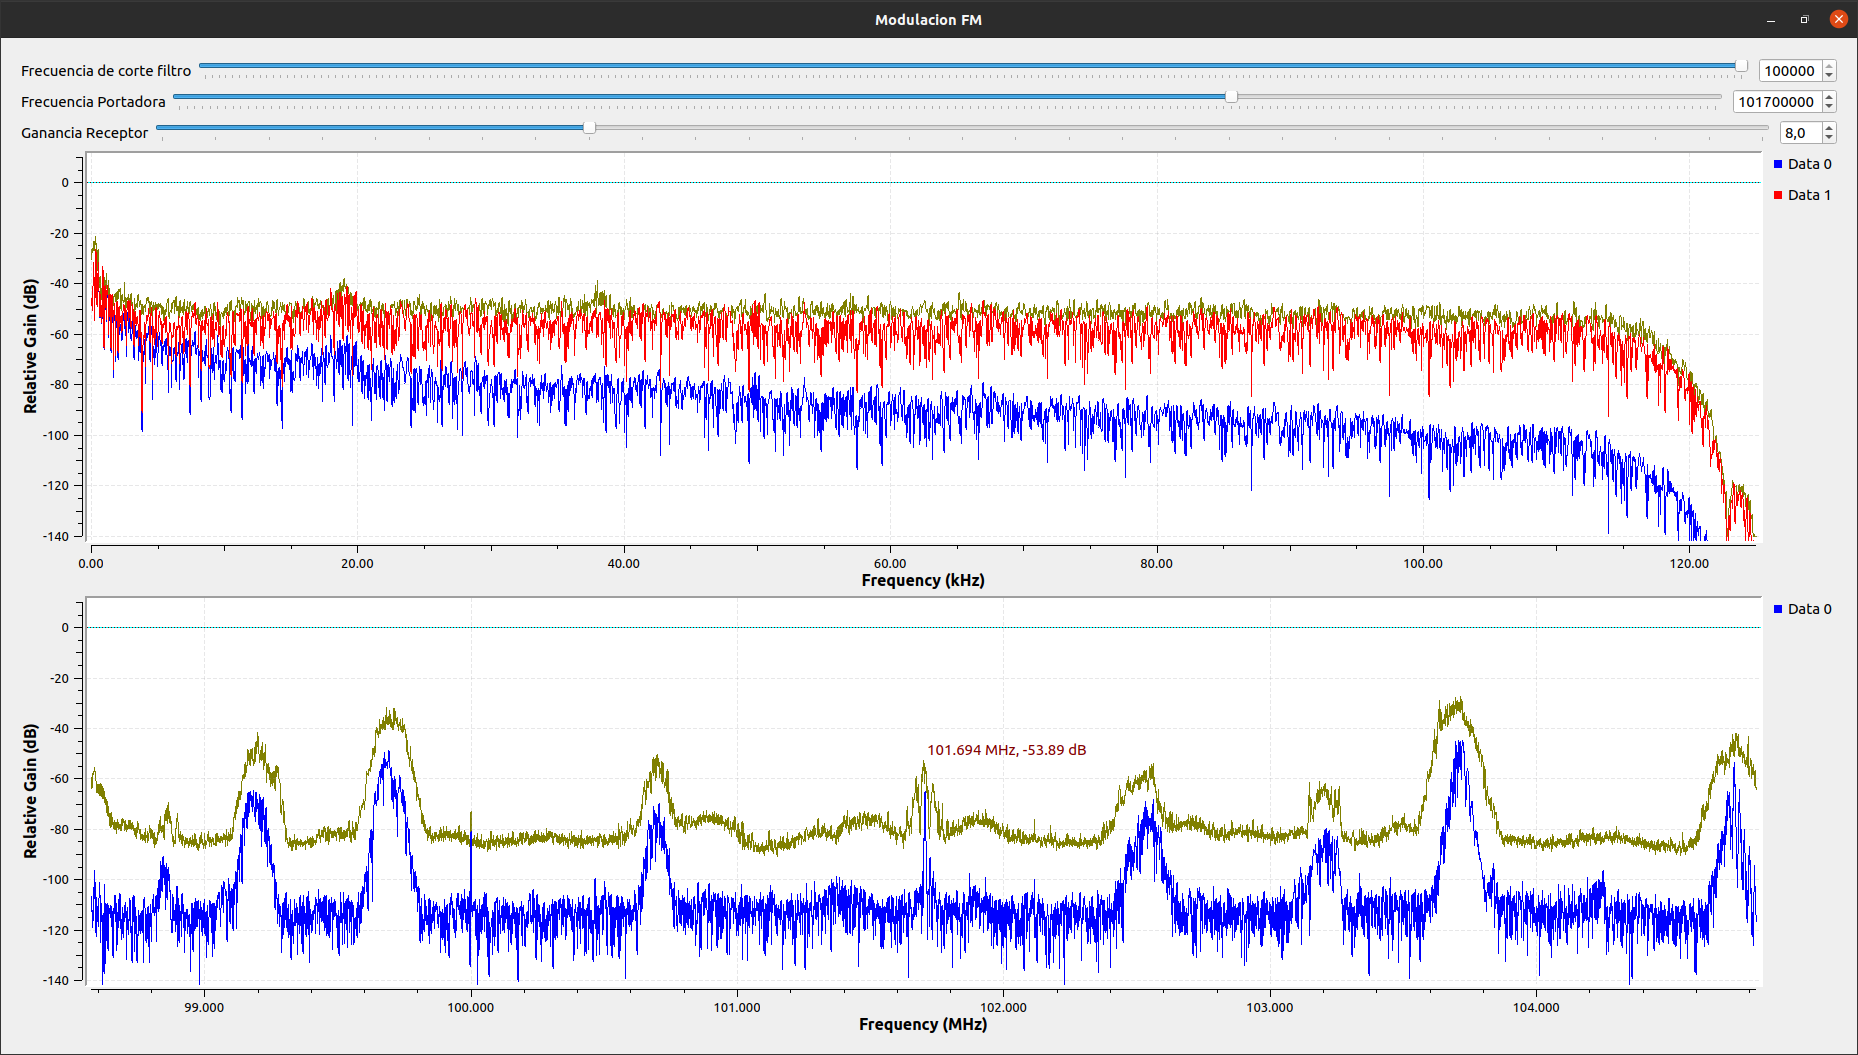 Modulacion FM
Frecuencia de corte filtro 100000
Frecuencia Portadora 101700000
Ganancia Receptor 8,0
Data 0
Data 1
Relative Gain (dB)
0
-20
-40
-60
-80
-100
-120
-140
0.00 20.00 40.00 60.00 80.00 100.00 120.00
Frequency (kHz)
Data 0
Relative Gain (dB)
0
-20
-40
-60
-80
-100
-120
-140
101.694 MHz, -53.89 dB
99.000 100.000 101.000 102.000 103.000 104.000
Frequency (MHz)